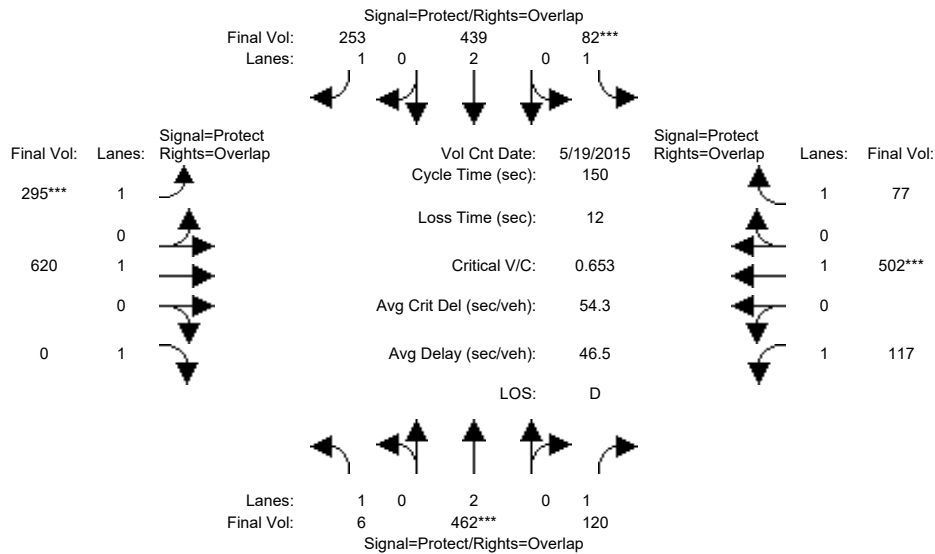 Signal=Protect/Rights=Overlap
Final Vol: 253 439 82***
Lanes: 1 0 2 0 1
Signal=Protect
Final Vol: Lanes: Rights=Overlap
Vol Cnt Date: 5/19/2015
Signal=Protect
Rights=Overlap Lanes: Final Vol:
Cycle Time (sec): 150
295*** 1
1 77
Loss Time (sec): 12
0
0
620 1
Critical V/C: 0.653
1 502***
0
Avg Crit Del (sec/veh): 54.3
0
0 1
Avg Delay (sec/veh): 46.5
1 117
LOS: D
Lanes: 1 0 2 0 1
Final Vol: 6 462*** 120
Signal=Protect/Rights=Overlap